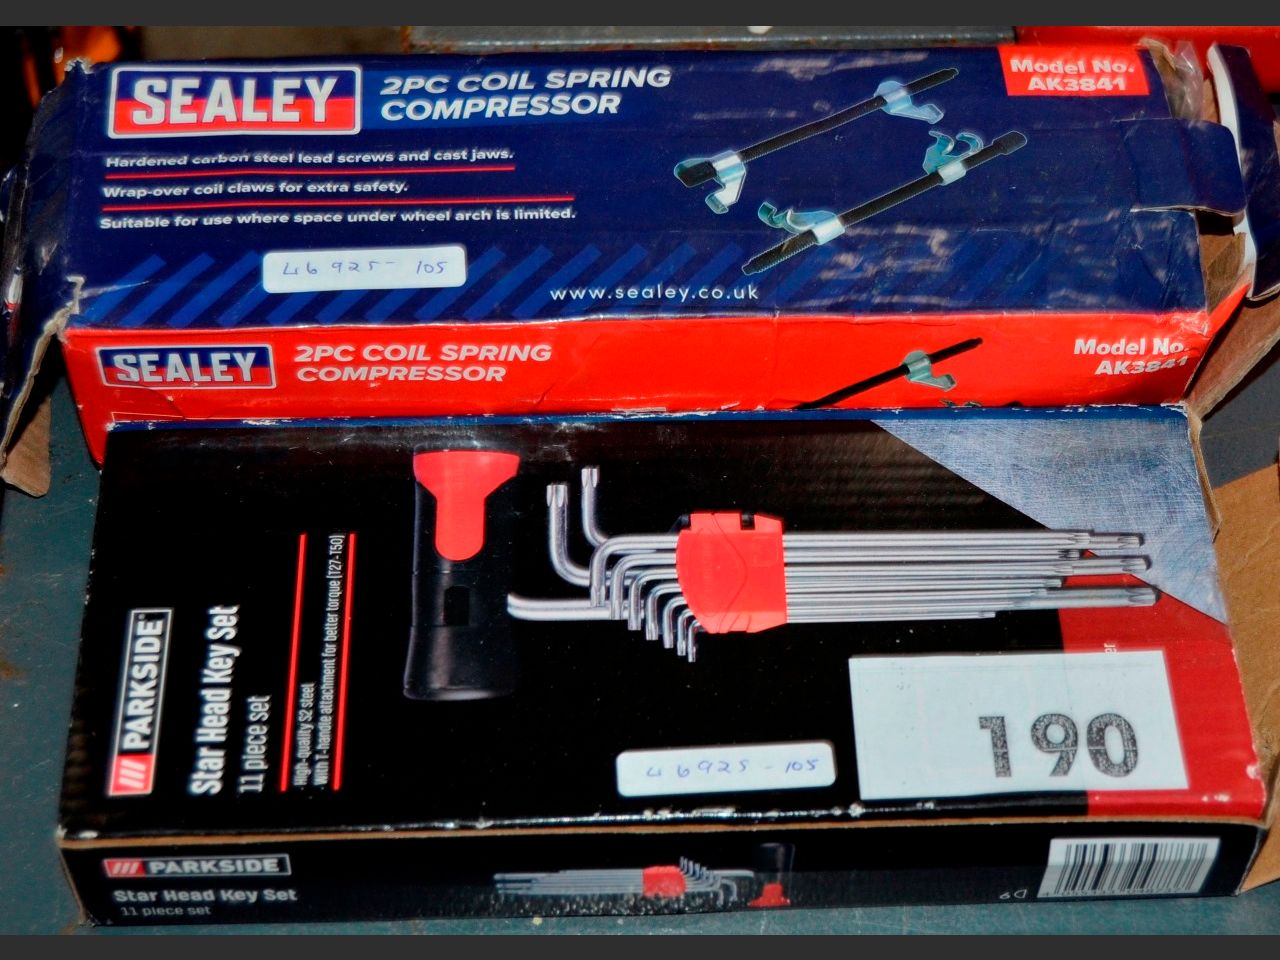 SEALEY
2PC COIL SPRING
COMPRESSOR
Model No.
AK3841
Hardened carbon steel lead screws and cast jaws.
Wrap-over coil claws for extra safety.
Suitable for use where space under wheel arch is limited.
46925- 105
www.sealey.co.uk
SEALEY
2PC COIL SPRING
COMPRESSOR
Model No.
AK3841
PARKSIDE
Star Head Key Set
11 piece set
High-quality S2 steel
with T-handle attachment for better torque (T27-T50)
190
46925-105
PARKSIDE
Star Head Key Set
11 piece set
D9